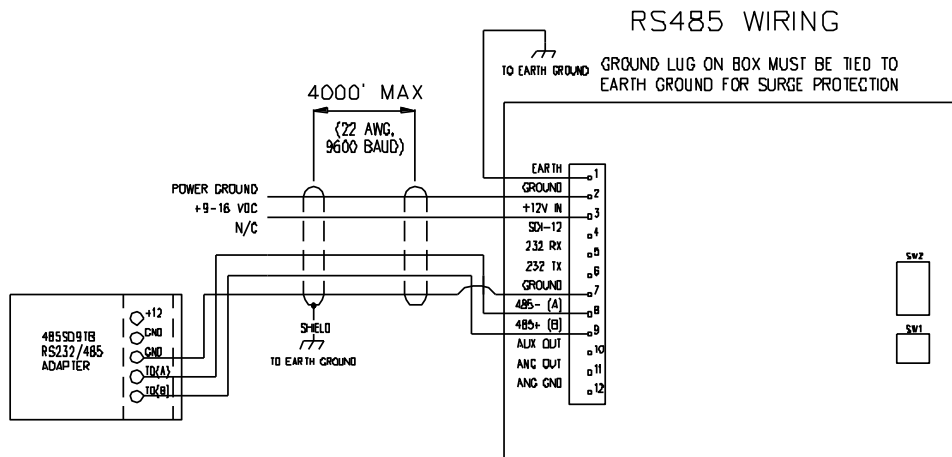 RS485 WIRING
TO EARTH GROUND
GROUND LUG ON BOX MUST BE TIED TO
EARTH GROUND FOR SURGE PROTECTION
4000' MAX
(22 AWG,
9600 BAUD)
POWER GROUND
+9-16 VDC
N/C
EARTH 1
GROUND 2
+12V IN 3
SDI-12 4
232 RX 5
232 TX 6
GROUND 7
485- (A) 8
485+ (B) 9
AUX OUT 10
ANG OUT 11
ANG GND 12
SW2
SW1
SHIELD
TO EARTH GROUND
485SD9TB
RS232/485
ADAPTER
+12
GND
GND
TD(A)
TD(B)